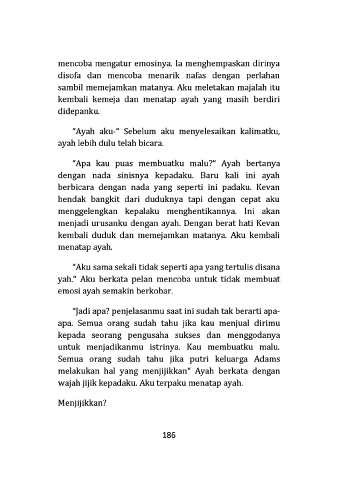 mencoba mengatur emosinya. Ia menghempaskan dirinya
disofa dan mencoba menarik nafas dengan perlahan
sambil memejamkan matanya. Aku meletakan majalah itu
kembali kemeja dan menatap ayah yang masih berdiri
didepanku.
"Ayah aku-" Sebelum aku menyelesaikan kalimatku,
ayah lebih dulu telah bicara.
"Apa kau puas membuatku malu?" Ayah bertanya
dengan nada sinisnya kepadaku. Baru kali ini ayah
berbicara dengan nada yang seperti ini padaku. Kevan
hendak bangkit dari duduknya tapi dengan cepat aku
menggelengkan kepalaku menghentikannya. Ini akan
menjadi urusanku dengan ayah. Dengan berat hati Kevan
kembali duduk dan memejamkan matanya. Aku kembali
menatap ayah.
"Aku sama sekali tidak seperti apa yang tertulis disana
yah." Aku berkata pelan mencoba untuk tidak membuat
emosi ayah semakin berkobar.
"Jadi apa? penjelasanmu saat ini sudah tak berarti apa-
apa. Semua orang sudah tahu jika kau menjual dirimu
kepada seorang pengusaha sukses dan menggodanya
untuk menjadikanmu istrinya. Kau membuatku malu.
Semua orang sudah tahu jika putri keluarga Adams
melakukan hal yang menjijikkan" Ayah berkata dengan
wajah jijik kepadaku. Aku terpaku menatap ayah.
Menjijikkan?
186